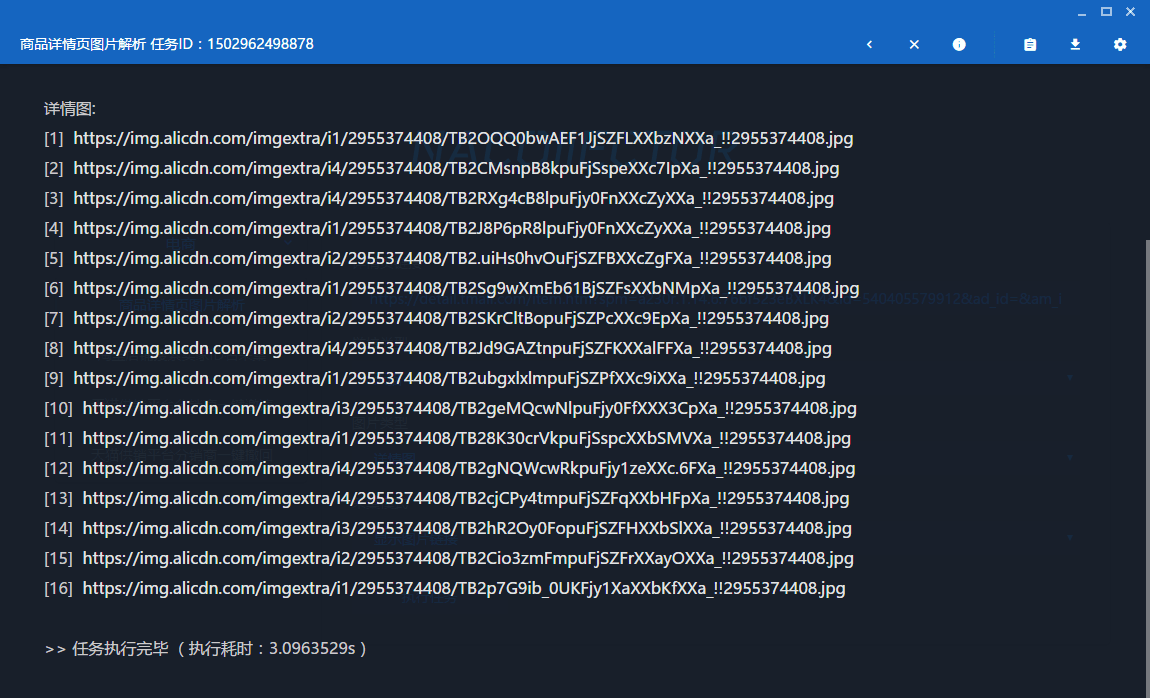 商品详情页图片解析 任务ID：1502962498878
详情图:
[1] https://img.alicdn.com/imgextra/i1/2955374408/TB2OQQ0bwAEF1JjSZFLXXbzNXXa_!!2955374408.jpg
[2] https://img.alicdn.com/imgextra/i4/2955374408/TB2CMsnpB8kpuFjSspeXXc7IpXa_!!2955374408.jpg
[3] https://img.alicdn.com/imgextra/i4/2955374408/TB2RXg4cB8lpuFjy0FnXXcZyXXa_!!2955374408.jpg
[4] https://img.alicdn.com/imgextra/i1/2955374408/TB2J8P6pR8lpuFjy0FnXXcZyXXa_!!2955374408.jpg
[5] https://img.alicdn.com/imgextra/i2/2955374408/TB2.uiHs0hvOuFjSZFBXXcZgFXa_!!2955374408.jpg
[6] https://img.alicdn.com/imgextra/i1/2955374408/TB2Sg9wXmEb61BjSZFsXXbNMpXa_!!2955374408.jpg
[7] https://img.alicdn.com/imgextra/i2/2955374408/TB2SKrCltBopuFjSZPcXXc9EpXa_!!2955374408.jpg
[8] https://img.alicdn.com/imgextra/i4/2955374408/TB2Jd9GAZtnpuFjSZFKXXalFFXa_!!2955374408.jpg
[9] https://img.alicdn.com/imgextra/i1/2955374408/TB2ubgxlxlmpuFjSZPfXXc9iXXa_!!2955374408.jpg
[10] https://img.alicdn.com/imgextra/i3/2955374408/TB2geMQcwNlpuFjy0FfXXX3CpXa_!!2955374408.jpg
[11] https://img.alicdn.com/imgextra/i1/2955374408/TB28K30crVkpuFjSspcXXbSMVXa_!!2955374408.jpg
[12] https://img.alicdn.com/imgextra/i4/2955374408/TB2gNQWcwRkpuFjy1zeXXc.6FXa_!!2955374408.jpg
[13] https://img.alicdn.com/imgextra/i4/2955374408/TB2cjCPy4tmpuFjSZFqXXbHFpXa_!!2955374408.jpg
[14] https://img.alicdn.com/imgextra/i3/2955374408/TB2hR2Oy0FopuFjSZFHXXbSlXXa_!!2955374408.jpg
[15] https://img.alicdn.com/imgextra/i2/2955374408/TB2Cio3zmFmpuFjSZFrXXayOXXa_!!2955374408.jpg
[16] https://img.alicdn.com/imgextra/i1/2955374408/TB2p7G9ib_0UKFjy1XaXXbKfXXa_!!2955374408.jpg
>> 任务执行完毕（执行耗时：3.0963529s）